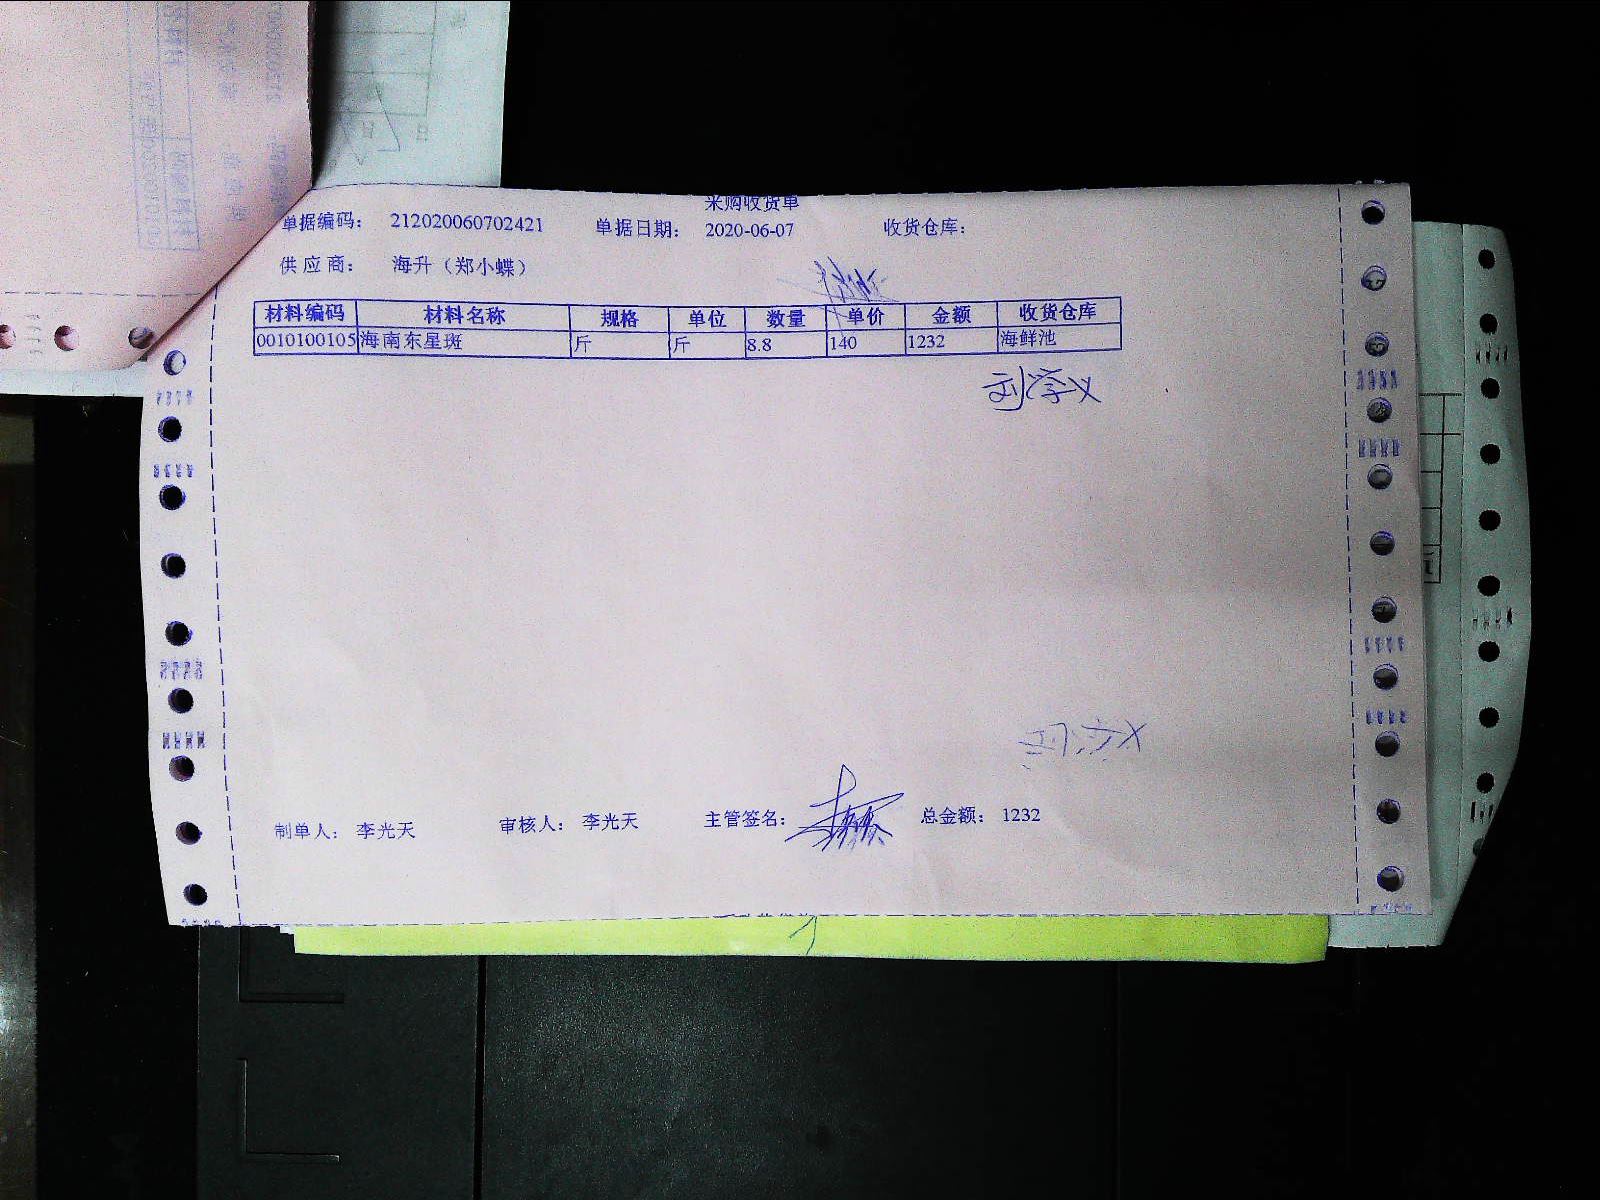 采购收货单
单据编码： 212020060702421 单据日期： 2020-06-07 收货仓库：
供应商： 海升（郑小蝶）
材料编码 材料名称 规格 单位 数量 单价 金额 收货仓库
0010100105 海南东星斑 斤 斤 8.8 140 1232 海鲜池
刘学义
制单人： 李光天 审核人： 李光天 主管签名： 总金额： 1232